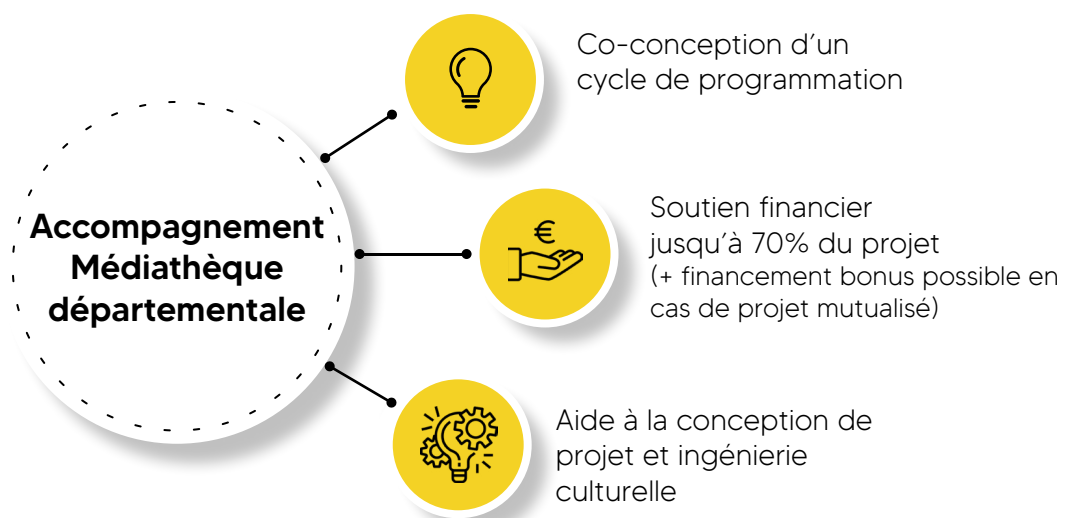 Co-conception d’un
cycle de programmation
Accompagnement
Médiathèque
départementale
€
Soutien financier
jusqu’à 70% du projet
(+ financement bonus possible en
cas de projet mutualisé)
Aide à la conception de
projet et ingénierie
culturelle